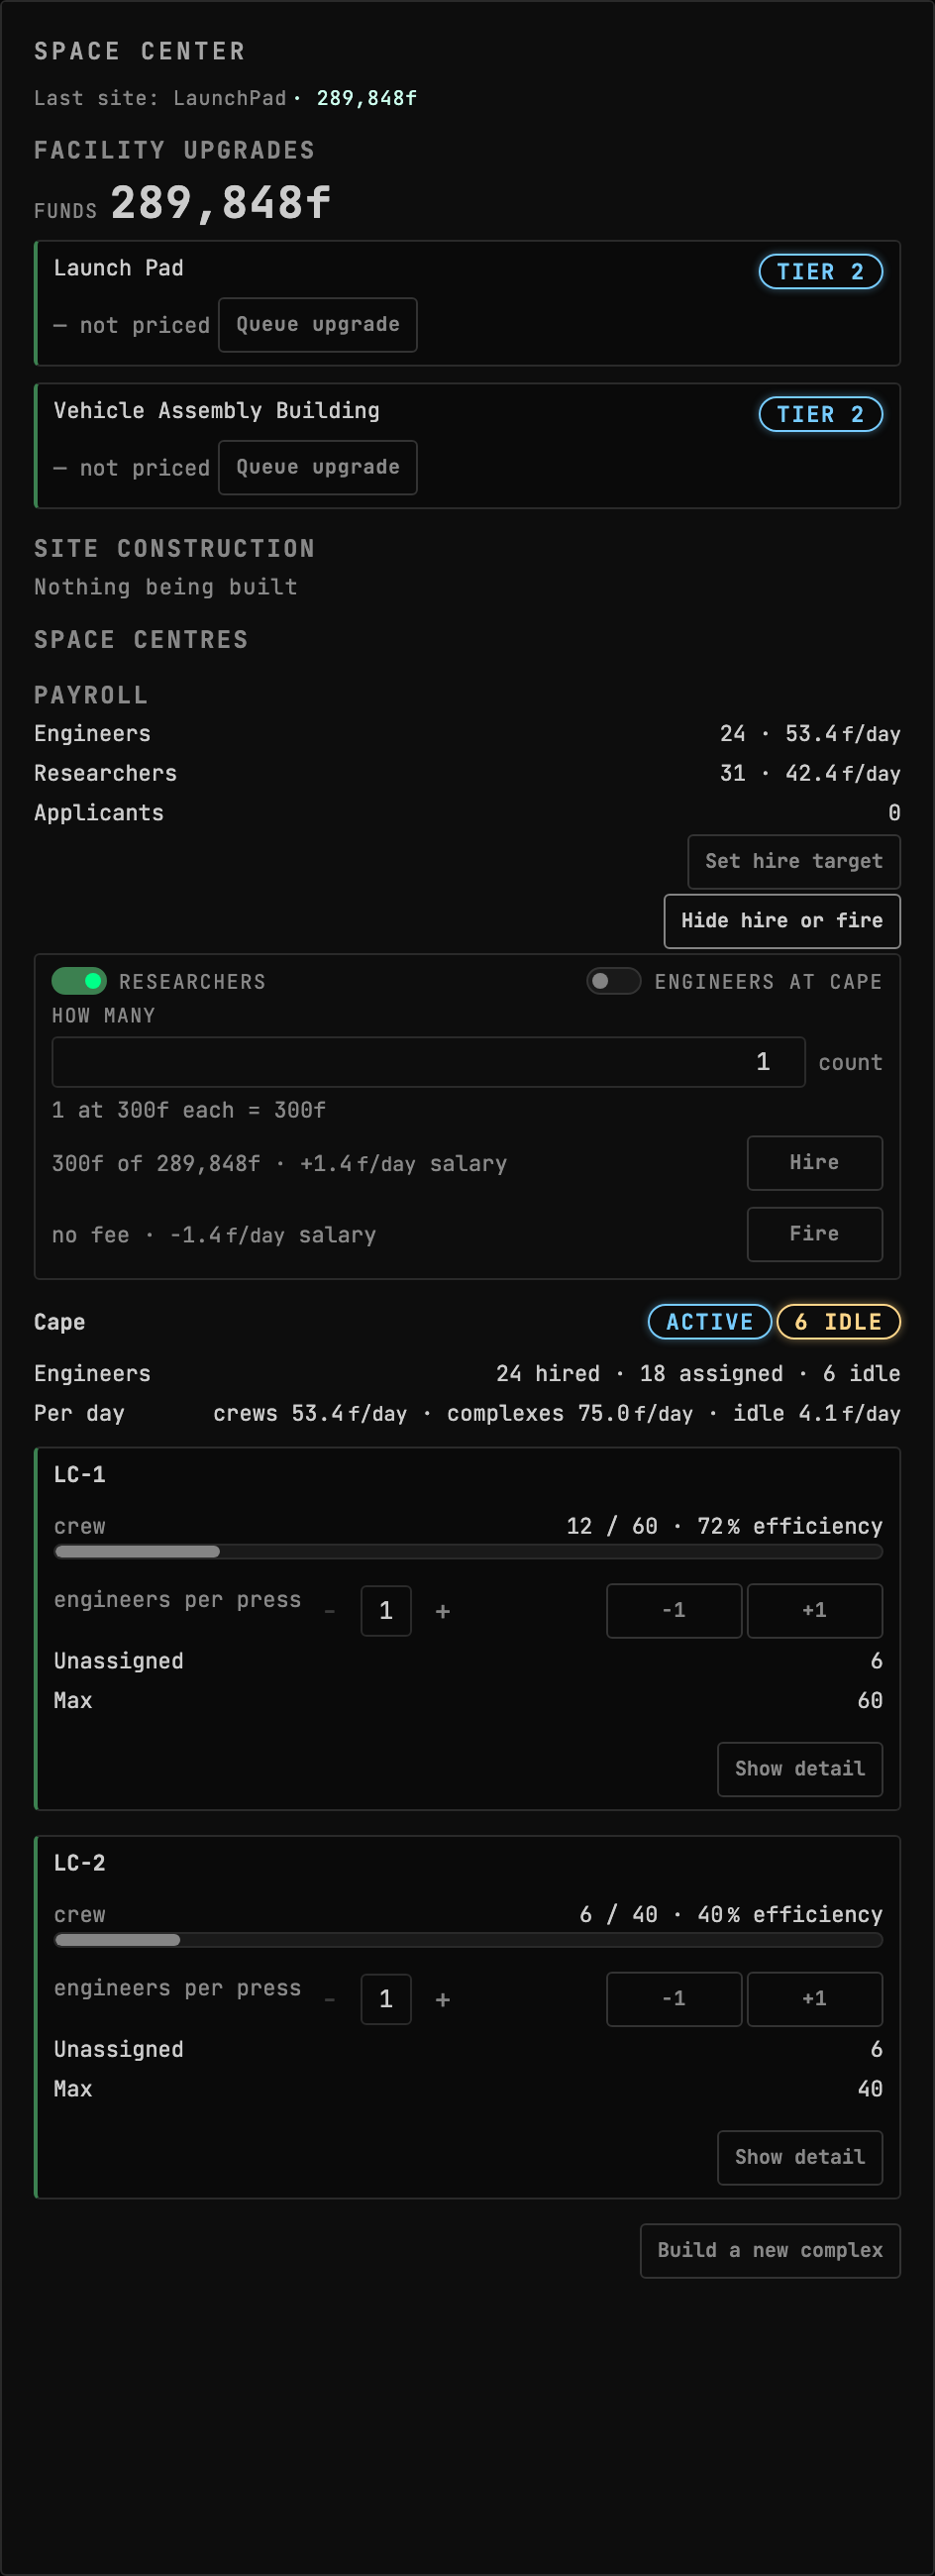 SPACE CENTER
Last site: LaunchPad · 289,848f
FACILITY UPGRADES
FUNDS 289,848f
Launch Pad TIER 2
— not priced Queue upgrade
Vehicle Assembly Building TIER 2
— not priced Queue upgrade
SITE CONSTRUCTION
Nothing being built
SPACE CENTRES
PAYROLL
Engineers 24 · 53.4f/day
Researchers 31 · 42.4f/day
Applicants 0
Set hire target
Hide hire or fire
RESEARCHERS ENGINEERS AT CAPE
HOW MANY
1 count
1 at 300f each = 300f
300f of 289,848f · +1.4f/day salary Hire
no fee · -1.4f/day salary Fire
Cape ACTIVE 6 IDLE
Engineers 24 hired · 18 assigned · 6 idle
Per day crews 53.4f/day · complexes 75.0f/day · idle 4.1f/day
LC-1
crew 12 / 60 · 72% efficiency
engineers per press - 1 + -1 +1
Unassigned 6
Max 60
Show detail
LC-2
crew 6 / 40 · 40% efficiency
engineers per press - 1 + -1 +1
Unassigned 6
Max 40
Show detail
Build a new complex